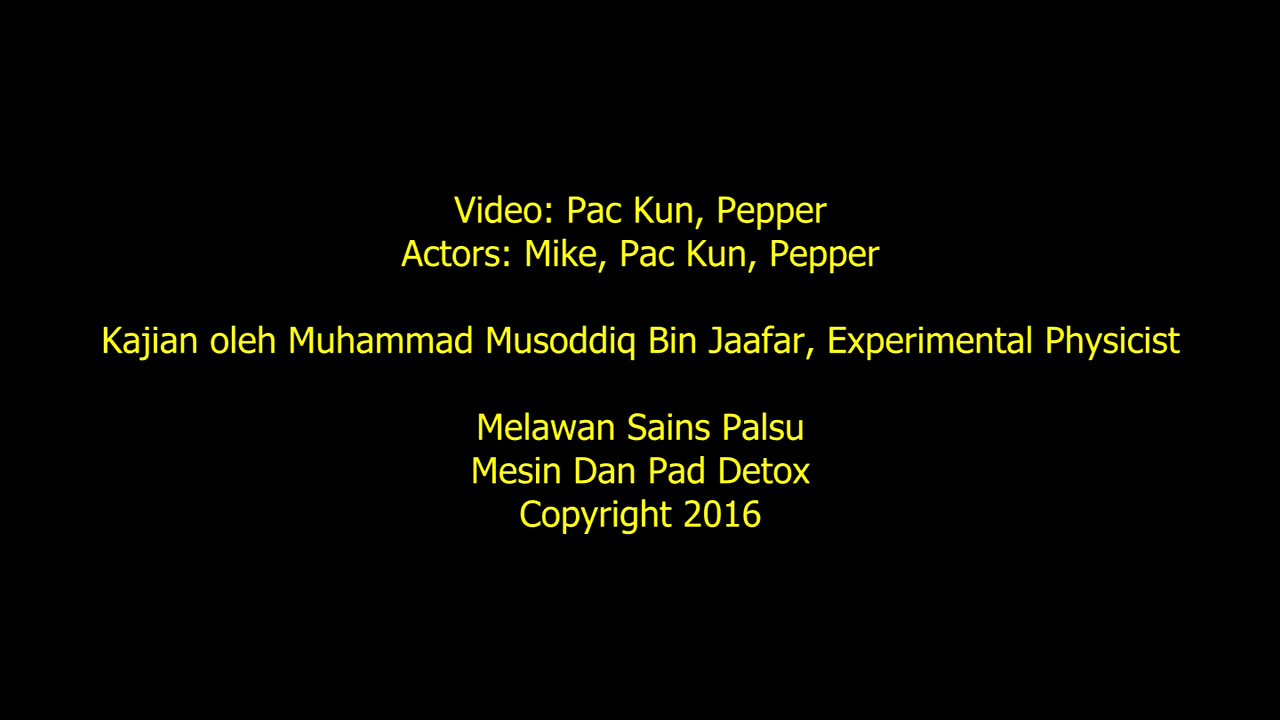 Video: Pac Kun, Pepper
Actors: Mike, Pac Kun, Pepper
Kajian oleh Muhammad Musoddiq Bin Jaafar, Experimental Physicist
Melawan Sains Palsu
Mesin Dan Pad Detox
Copyright 2016